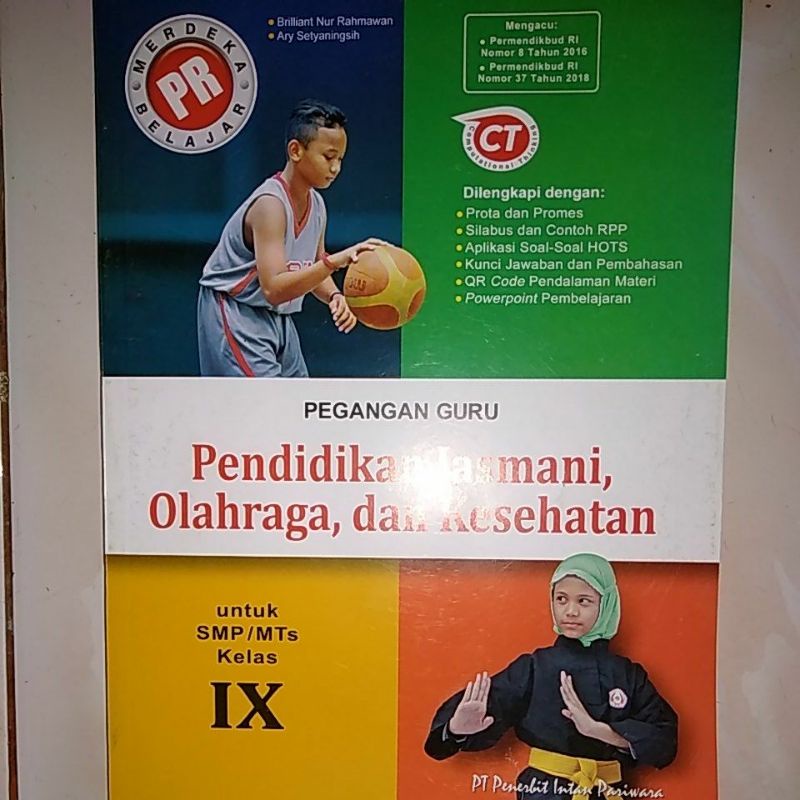 MERDEKA
PR
BELAJAR
Brilliant Nur Rahmawan
Ary Setyaningsih
Mengacu:
Permendikbud RI
Nomor 8 Tahun 2016
Permendikbud RI
Nomor 37 Tahun 2018
CT
Computational Thinking
Dilengkapi dengan:
Prota dan Promes
Silabus dan Contoh RPP
Aplikasi Soal-Soal HOTS
Kunci Jawaban dan Pembahasan
QR Code Pendalaman Materi
Powerpoint Pembelajaran
PEGANGAN GURU
Pendidikan Jasmani,
Olahraga, dan Kesehatan
untuk
SMP/MTs
Kelas
IX
PT Penerbit Intan Pariwara